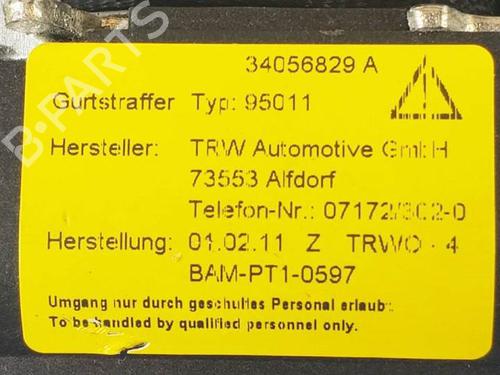 34056829 A
Gurtstraffer Typ: 95011
Hersteller: TRW Automotive GmbH
73553 Alfdorf
Telefon-Nr.: 07172/302-0
Herstellung: 01.02.11 Z TRWO - 4
BAM-PT1-0597
Umgang nur durch geschultes Personal erlaubt.
To be handled by qualified personnel only.
B-PARTS